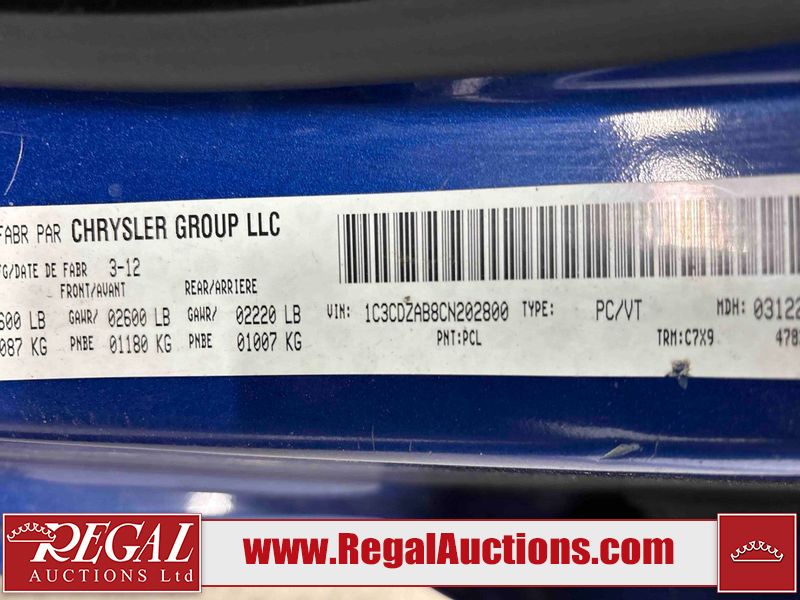 FABR PAR CHRYSLER GROUP LLC
FG/DATE DE FABR 3-12
FRONT/AVANT REAR/ARRIERE
600 LB GAWR/ 02600 LB GAWR/ 02220 LB
087 KG PNBE 01180 KG PNBE 01007 KG
VIN: 1C3CDZAB8CN202800 TYPE: PC/VT MDH: 03122
PNT:PCL TRM:C7X9 478
REGAL
AUCTIONS Ltd
www.RegalAuctions.com